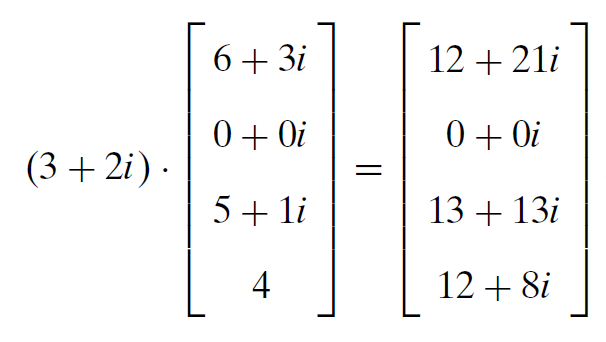 (3 + 2i) · [6 + 3i; 0 + 0i; 5 + 1i; 4] = [12 + 21i; 0 + 0i; 13 + 13i; 12 + 8i]